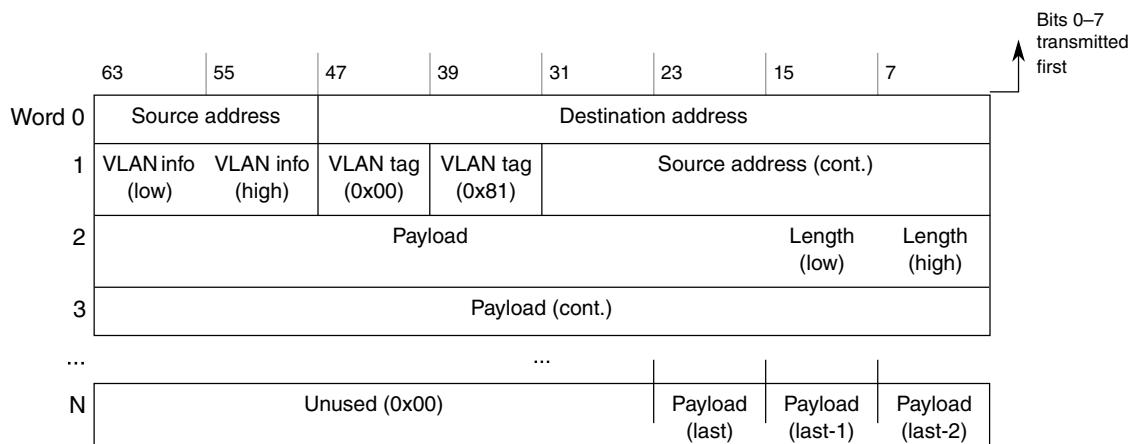 Bits 0–7
transmitted
first
63 55 47 39 31 23 15 7
Word 0 Source address Destination address
1 VLAN info VLAN info VLAN tag VLAN tag Source address (cont.)
(low) (high) (0x00) (0x81)
2 Payload Length Length
(low) (high)
3 Payload (cont.)
... ...
N Unused (0x00) Payload Payload Payload
(last) (last-1) (last-2)